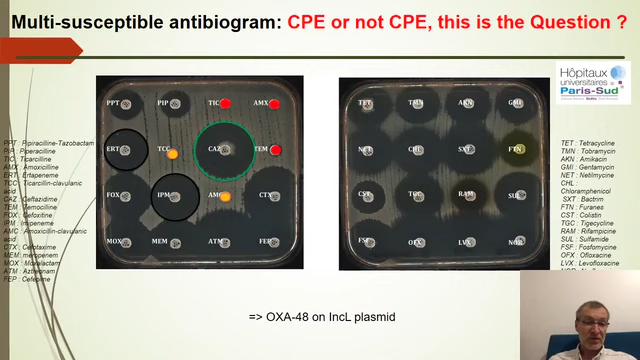 Multi-susceptible antibiogram: CPE or not CPE, this is the Question ?
Hôpitaux
universitaires
Paris-Sud
PPT PIP TIC AMX
ERT TCC CAZ TEM
FOX IPM AMC CTX
MOX MEM ATM FEP
TET TMN AKN GMI
NET CHL SXT FTN
CST TGC RAM SUL
FSF OFX LVX NOR
PPT : Piperacilline-Tazobactam
PIP : Piperacilline
TIC : Ticarcilline
AMX : Amoxicilline
ERT : Ertapeneme
TCC : Ticarcillin-clavulanic
acid
CAZ : Ceftazidime
TEM : Temocilline
FOX : Cefoxitine
IPM : Imipeneme
AMC : Amoxicillin-clavulanic
acid
CTX : Cefotaxime
MEM : meropenem
MOX : Moxalactam
ATM : Aztreonam
FEP : Cefepime
TET : Tetracycline
TMN : Tobramycin
AKN : Amikacin
GMI : Gentamycin
NET : Netilmycine
CHL :
Chloramphenicol
SXT : Bactrim
FTN : Furanes
CST : Colistin
TGC : Tigecycline
RAM : Rifampicine
SUL : Sulfamide
FSF : Fosfomycine
OFX : Ofloxacine
LVX : Levofloxacine
=> OXA-48 on IncL plasmid